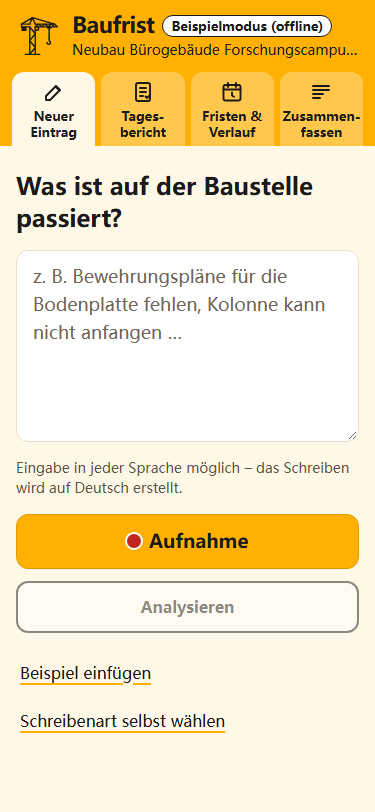 Baufrist Beispielmodus (offline)
Neubau Bürogebäude Forschungscampu...
Neuer
Eintrag
Tages-
bericht
Fristen &
Verlauf
Zusammen-
fassen
Was ist auf der Baustelle
passiert?
z. B. Bewehrungspläne für die
Bodenplatte fehlen, Kolonne kann
nicht anfangen ...
Eingabe in jeder Sprache möglich – das Schreiben
wird auf Deutsch erstellt.
Aufnahme
Analysieren
Beispiel einfügen
Schreibenart selbst wählen